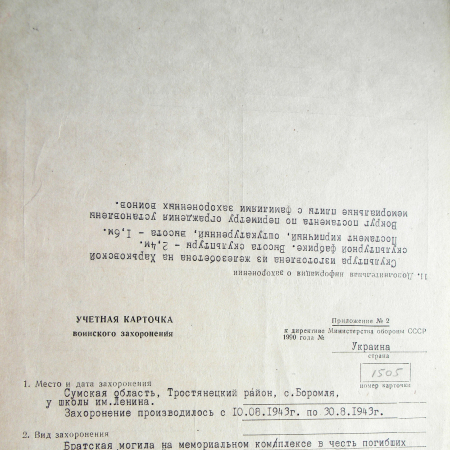 11. Дополнительная информация о захоронении
Скульптура изготовлена из железобетона на Харьковской
скульптурной фабрике. Высота скульптуры - 2,4м.
Постамент кирпичный, оштукатуренный, высота - 1,6м.
Вокруг постамента по периметру ограждения установлены
мемориальные плиты с фамилиями захороненных воинов.
УЧЕТНАЯ КАРТОЧКА
воинского захоронения
Приложение № 2
к директиве Министерства обороны СССР
1990 года №
Украина
страна
1505
номер карточки
1. Место и дата захоронения
Сумская область, Тростянецкий район, с.Боромля,
у школы им.Ленина.
Захоронение производилось с 10.08.1943г. по 30.8.1943г.
2. Вид захоронения
Братская могила на мемориальном комплексе в честь погибших